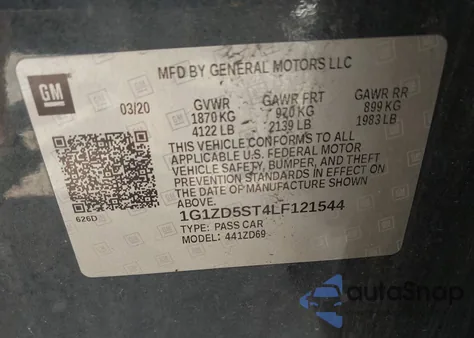 GM
MFD BY GENERAL MOTORS LLC
03/20
GVWR GAWR FRT GAWR RR
1870 KG 970 KG 899 KG
4122 LB 2139 LB 1983 LB
THIS VEHICLE CONFORMS TO ALL
APPLICABLE U.S. FEDERAL MOTOR
VEHICLE SAFETY, BUMPER, AND THEFT
PREVENTION STANDARDS IN EFFECT ON
THE DATE OF MANUFACTURE SHOWN
ABOVE.
626D
1G1ZD5ST4LF121544
TYPE: PASS CAR
MODEL: 441ZD69
autoSnap